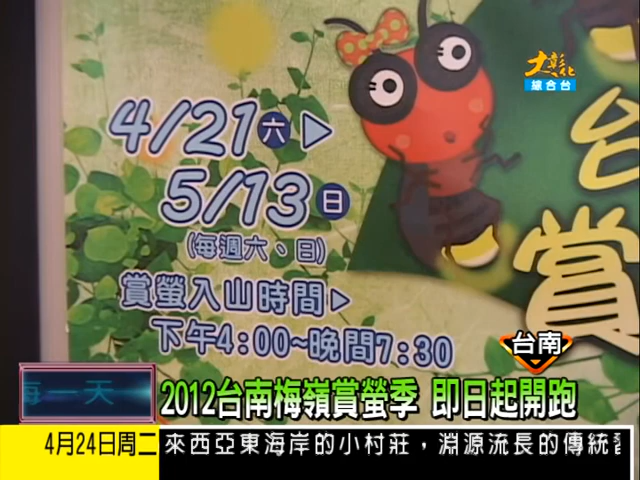 大彰化
綜合台
4/21六
5/13日
(每週六、日)
賞螢入山時間
下午4:00~晚間7:30
台
賞
台南
一天
2012台南梅嶺賞螢季 即日起開跑
4月24日周二
來西亞東海岸的小村莊，淵源流長的傳統